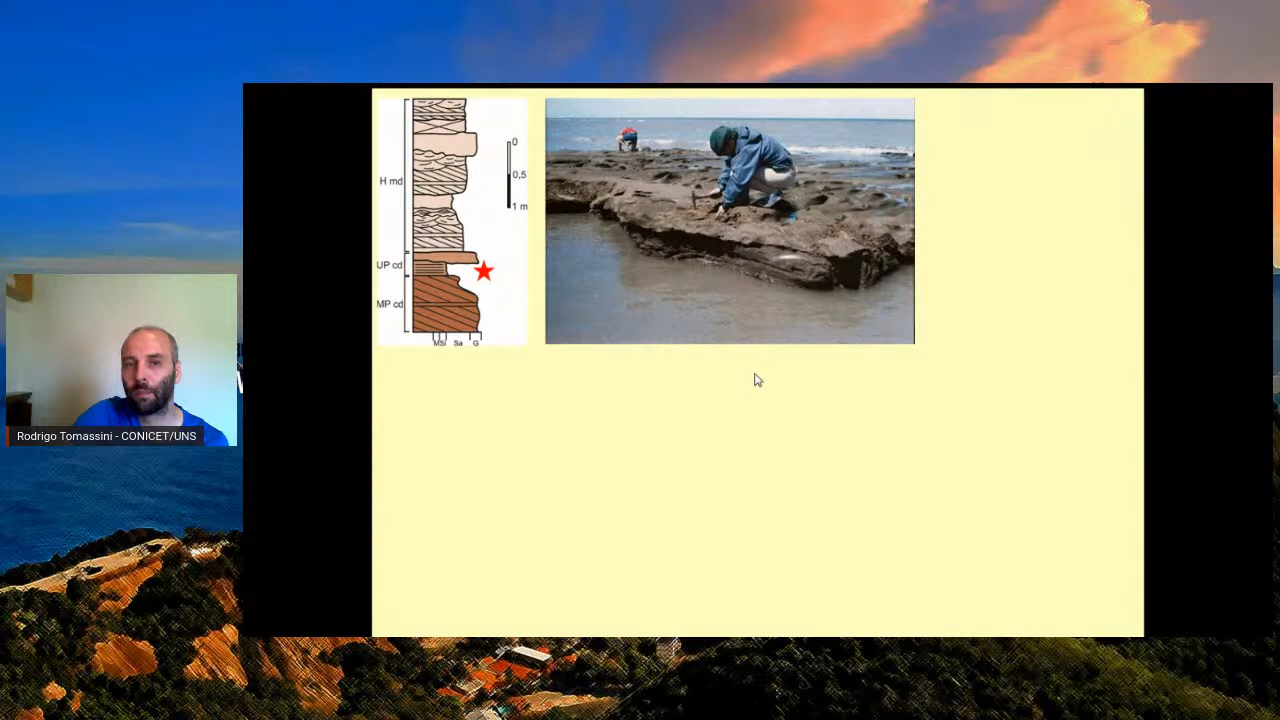 H md
UP cd
MP cd
0
0,5
1 m
MSi Sa G
Rodrigo Tomassini - CONICET/UNS